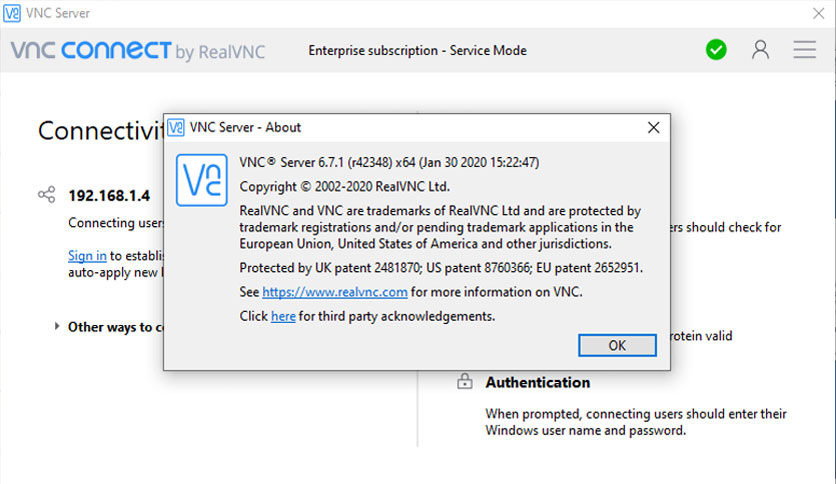 VNC Server
vnc connect by RealVNC
Enterprise subscription - Service Mode
Connectivi
192.168.1.4
Connecting users
Sign in to establis
auto-apply new l
Other ways to co
VNC Server - About
VNC® Server 6.7.1 (r42348) x64 (Jan 30 2020 15:22:47)
Copyright © 2002-2020 RealVNC Ltd.
RealVNC and VNC are trademarks of RealVNC Ltd and are protected by
trademark registrations and/or pending trademark applications in the
European Union, United States of America and other jurisdictions.
Protected by UK patent 2481870; US patent 8760366; EU patent 2652951.
See https://www.realvnc.com for more information on VNC.
Click here for third party acknowledgements.
OK
ers should check for
rotein valid
Authentication
When prompted, connecting users should enter their
Windows user name and password.